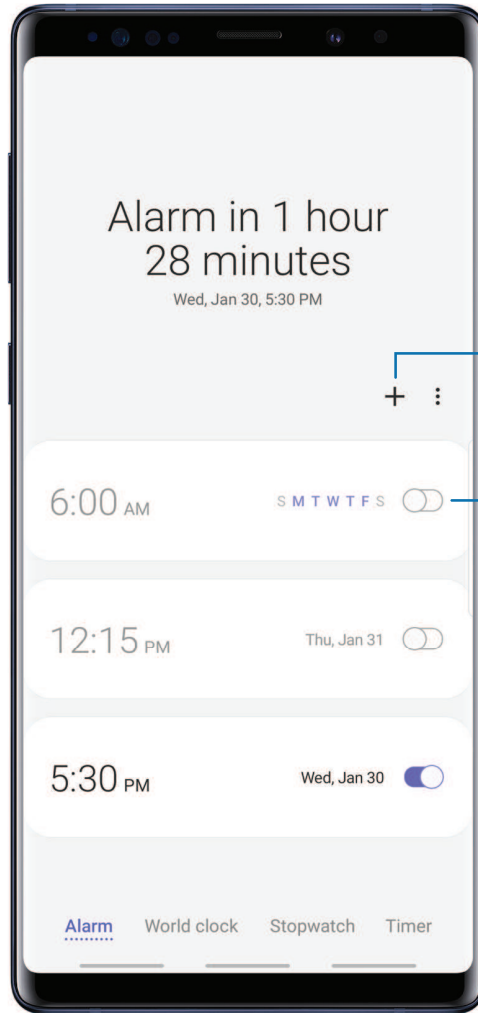 Alarm in 1 hour
28 minutes
Wed, Jan 30, 5:30 PM
+
6:00 AM S M T W T F S
12:15 PM Thu, Jan 31
5:30 PM Wed, Jan 30
Alarm World clock Stopwatch Timer